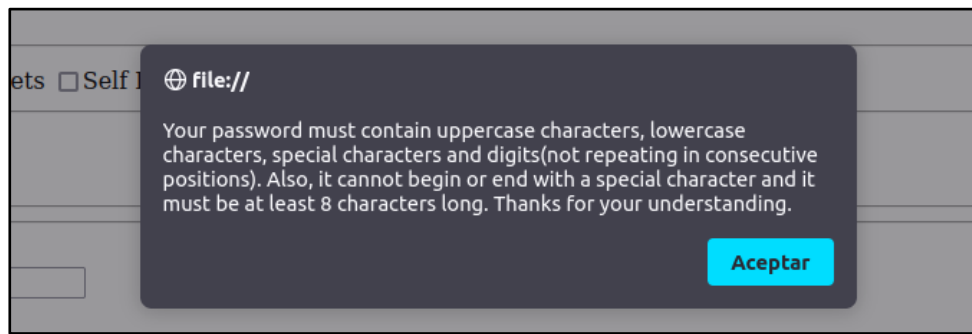 ets Self
file://
Your password must contain uppercase characters, lowercase
characters, special characters and digits(not repeating in consecutive
positions). Also, it cannot begin or end with a special character and it
must be at least 8 characters long. Thanks for your understanding.
Aceptar